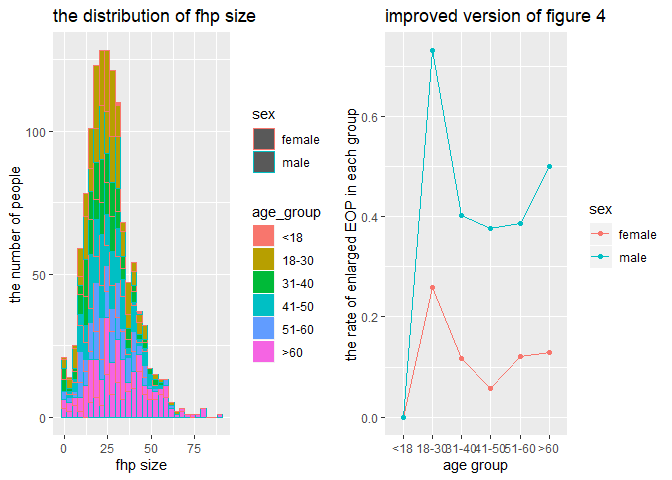 the distribution of fhp size
the number of people
100
50
0
0 25 50 75
fhp size
sex
female
male
age_group
<18
18-30
31-40
41-50
51-60
>60
improved version of figure 4
the rate of enlarged EOP in each group
0.6
0.4
0.2
0.0
<18 18-30 31-40 41-50 51-60 >60
age group
sex
female
male